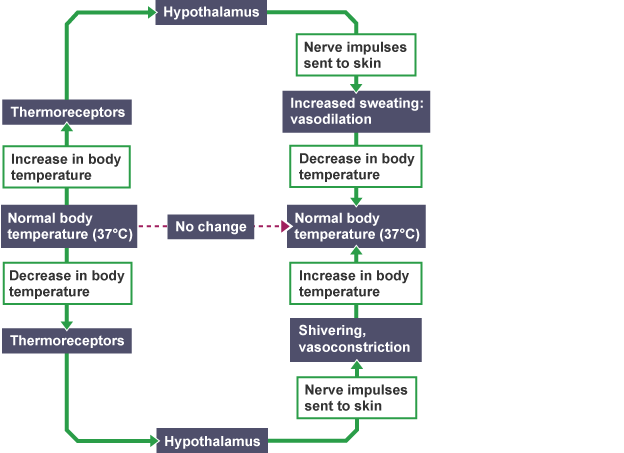 Hypothalamus
Nerve impulses
sent to skin
Thermoreceptors
Increased sweating:
vasodilation
Increase in body
temperature
Decrease in body
temperature
Normal body
temperature (37°C)
No change
Normal body
temperature (37°C)
Decrease in body
temperature
Increase in body
temperature
Thermoreceptors
Shivering,
vasoconstriction
Nerve impulses
sent to skin
Hypothalamus